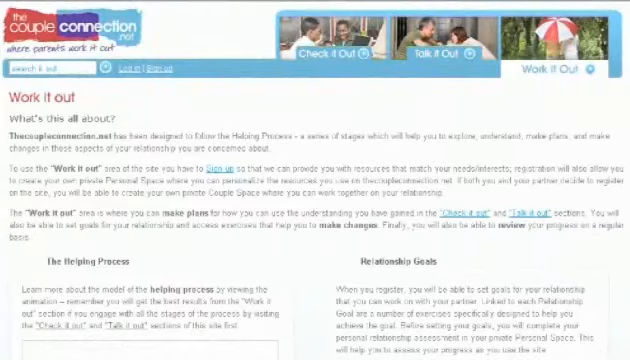 the
couple connection
.net
where parents work it out
Check it Out
Talk it Out
Work it Out
search it out
Log in | Sign up
Work it out
What's this all about?
Thecoupleconnection.net has been designed to follow the Helping Process - a series of stages which will help you to explore, understand, make plans, and make
changes in those aspects of your relationship you are concerned about.
To use the "Work it out" area of the site you have to Sign up so that we can provide you with resources that match your needs/interests; registration will also allow you
to create your own private Personal Space where you can personalize the resources you use on thecoupleconnection.net. If both you and your partner decide to register
on the site, you will be able to create your own private Couple Space where you can work together on your relationship.
The "Work it out" area is where you can make plans for how you can use the understanding you have gained in the "Check it out" and "Talk it out" sections. You will
also be able to set goals for your relationship and access exercises that help you to make changes. Finally, you will also be able to review your progress on a regular
basis.
The Helping Process
Learn more about the model of the helping process by viewing the
animation – remember you will get the best results from the "Work it
out" section if you engage with all the stages of the process by visiting
the "Check it out" and "Talk it out" sections of this site first.
Relationship Goals
When you register, you will be able to set goals for your relationship
that you can work on with your partner. Linked to each Relationship
Goal are a number of exercises specifically designed to help you
achieve the goal. Before setting your goals, you will complete your
personal relationship assessment in your private Personal Space. This
will help you to assess your progress as you use the site.